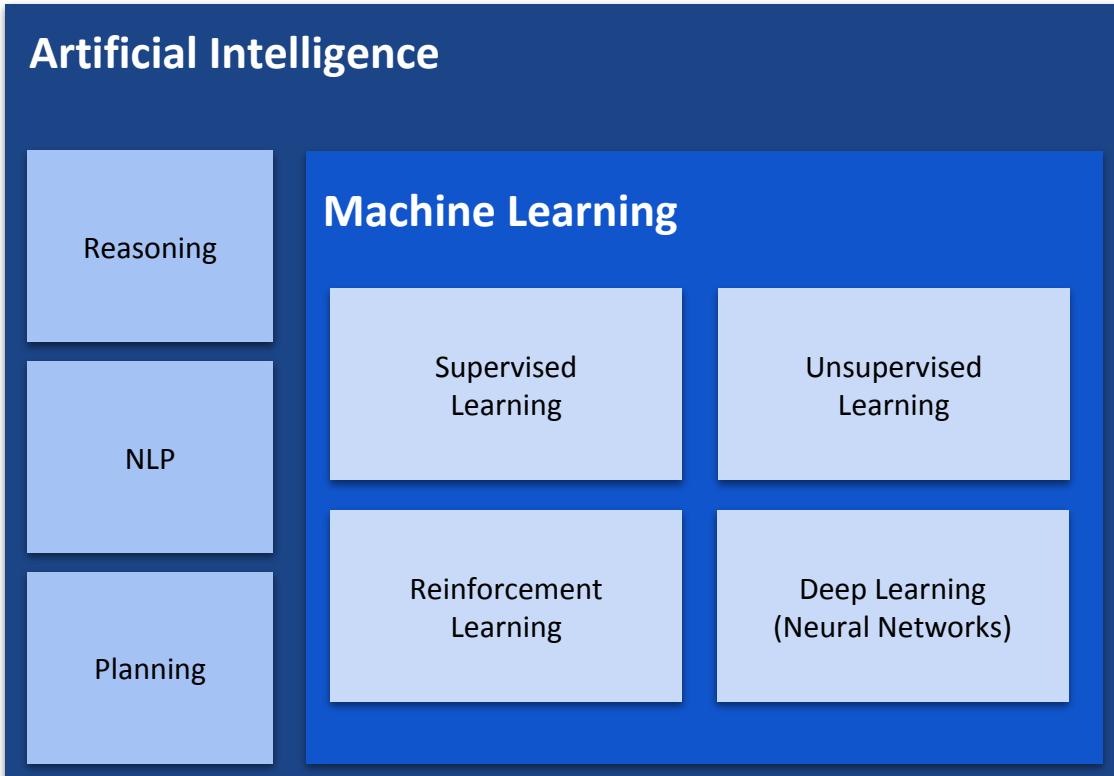 Artificial Intelligence
Reasoning
NLP
Planning
Machine Learning
Supervised
Learning
Unsupervised
Learning
Reinforcement
Learning
Deep Learning
(Neural Networks)